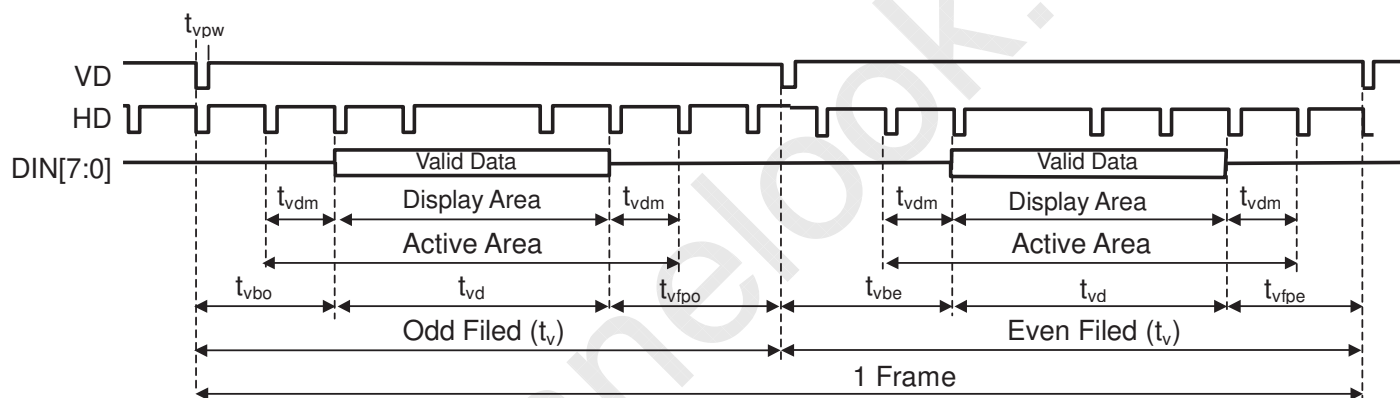 tvpw
VD
HD
DIN[7:0] Valid Data Valid Data
tvdm Display Area tvdm tvdm Display Area tvdm
Active Area Active Area
tvbo tvd tvfpo tvbe tvd tvfpe
Odd Filed (tv) Even Filed (tv)
1 Frame
nelook.